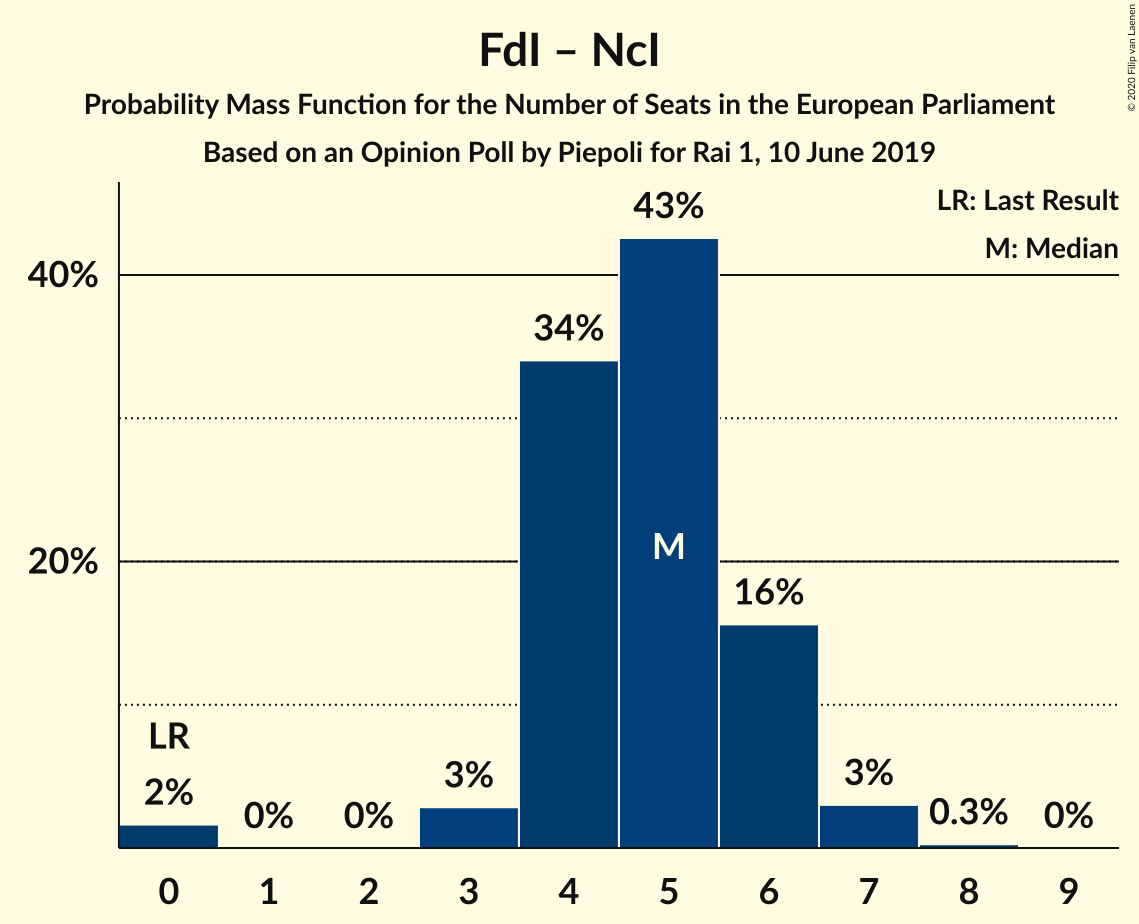 FdI – NcI
Probability Mass Function for the Number of Seats in the European Parliament
Based on an Opinion Poll by Piepoli for Rai 1, 10 June 2019
© 2020 Filip van Laenen
LR: Last Result
M: Median
43%
40%
34%
M
20%
16%
LR
2%
0%
0%
3%
3%
0.3%
0%
0 1 2 3 4 5 6 7 8 9